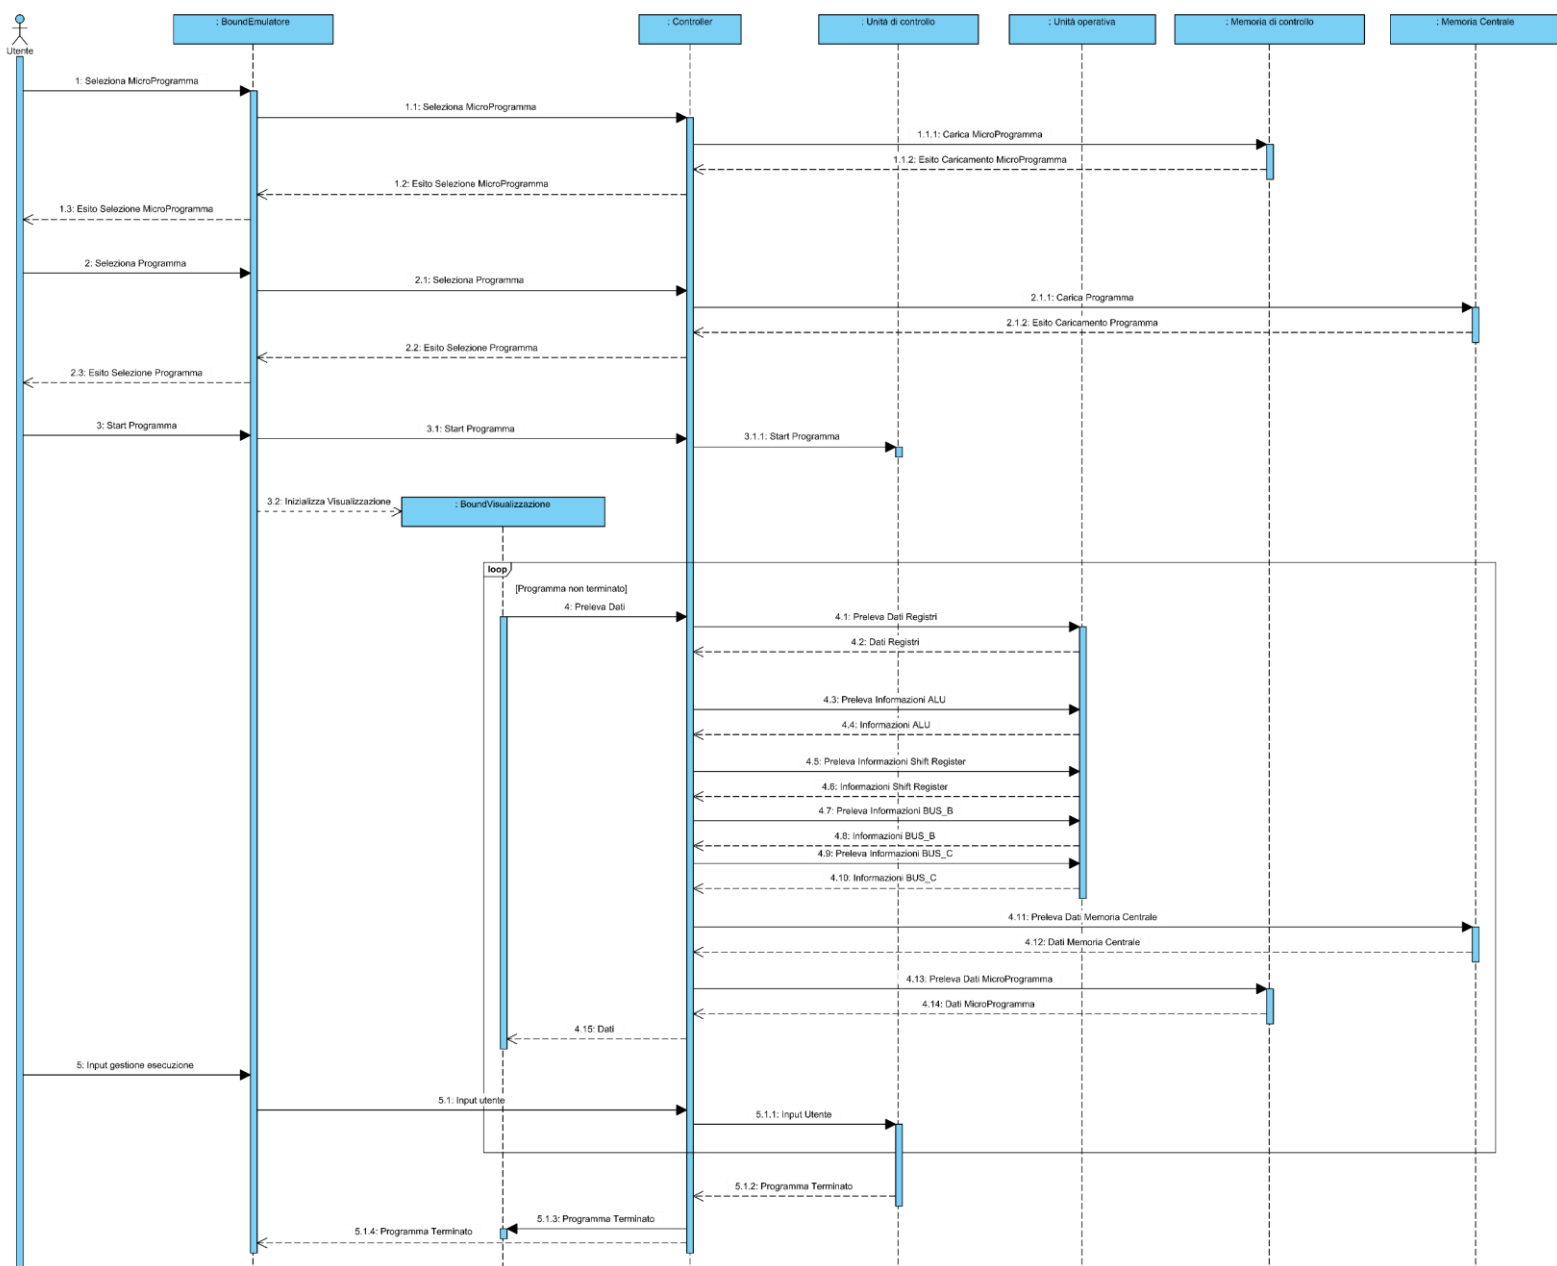 : BoundEmulatore
: Controller
: Unità di controllo
: Unità operativa
: Memoria di controllo
: Memoria Centrale
Utente
1: Seleziona MicroProgramma
1.1: Seleziona MicroProgramma
1.1.1: Carica MicroProgramma
1.1.2: Esito Caricamento MicroProgramma
1.2: Esito Selezione MicroProgramma
1.3: Esito Selezione MicroProgramma
2: Seleziona Programma
2.1: Seleziona Programma
2.1.1: Carica Programma
2.1.2: Esito Caricamento Programma
2.2: Esito Selezione Programma
2.3: Esito Selezione Programma
3: Start Programma
3.1: Start Programma
3.1.1: Start Programma
3.2: Inizializza Visualizzazione
: BoundVisualizzazione
loop
[Programma non terminato]
4: Preleva Dati
4.1: Preleva Dati Registri
4.2: Dati Registri
4.3: Preleva Informazioni ALU
4.4: Informazioni ALU
4.5: Preleva Informazioni Shift Register
4.6: Informazioni Shift Register
4.7: Preleva Informazioni BUS_B
4.8: Informazioni BUS_B
4.9: Preleva Informazioni BUS_C
4.10: Informazioni BUS_C
4.11: Preleva Dati Memoria Centrale
4.12: Dati Memoria Centrale
4.13: Preleva Dati MicroProgramma
4.14: Dati MicroProgramma
4.15: Dati
5: Input gestione esecuzione
5.1: Input utente
5.1.1: Input Utente
5.1.2: Programma Terminato
5.1.3: Programma Terminato
5.1.4: Programma Terminato